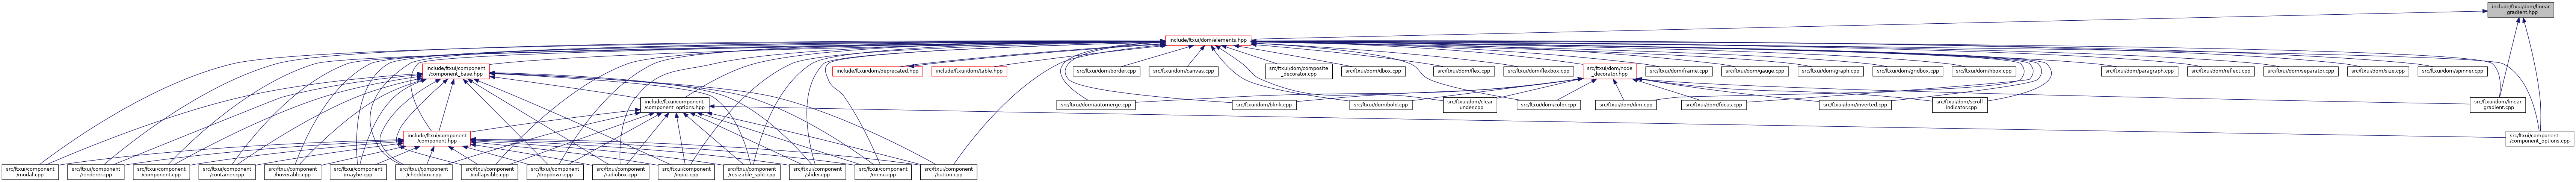 include/ftxui/dom/linear
_gradient.hpp
include/ftxui/dom/elements.hpp
include/ftxui/component
/component_base.hpp
include/ftxui/dom/deprecated.hpp
include/ftxui/dom/table.hpp
src/ftxui/dom/border.cpp
src/ftxui/dom/canvas.cpp
src/ftxui/dom/composite
_decorator.cpp
src/ftxui/dom/dbox.cpp
src/ftxui/dom/flex.cpp
src/ftxui/dom/flexbox.cpp
src/ftxui/dom/node
_decorator.hpp
src/ftxui/dom/frame.cpp
src/ftxui/dom/gauge.cpp
src/ftxui/dom/graph.cpp
src/ftxui/dom/gridbox.cpp
src/ftxui/dom/hbox.cpp
src/ftxui/dom/paragraph.cpp
src/ftxui/dom/reflect.cpp
src/ftxui/dom/separator.cpp
src/ftxui/dom/size.cpp
src/ftxui/dom/spinner.cpp
include/ftxui/component
/component_options.hpp
src/ftxui/dom/automerge.cpp
src/ftxui/dom/blink.cpp
src/ftxui/dom/bold.cpp
src/ftxui/dom/clear
_under.cpp
src/ftxui/dom/color.cpp
src/ftxui/dom/dim.cpp
src/ftxui/dom/focus.cpp
src/ftxui/dom/inverted.cpp
src/ftxui/dom/scroll
_indicator.cpp
src/ftxui/dom/linear
_gradient.cpp
include/ftxui/component
/component.hpp
src/ftxui/component
/component_options.cpp
src/ftxui/component
/modal.cpp
src/ftxui/component
/renderer.cpp
src/ftxui/component
/component.cpp
src/ftxui/component
/container.cpp
src/ftxui/component
/hoverable.cpp
src/ftxui/component
/maybe.cpp
src/ftxui/component
/checkbox.cpp
src/ftxui/component
/collapsible.cpp
src/ftxui/component
/dropdown.cpp
src/ftxui/component
/radiobox.cpp
src/ftxui/component
/input.cpp
src/ftxui/component
/resizable_split.cpp
src/ftxui/component
/slider.cpp
src/ftxui/component
/menu.cpp
src/ftxui/component
/button.cpp